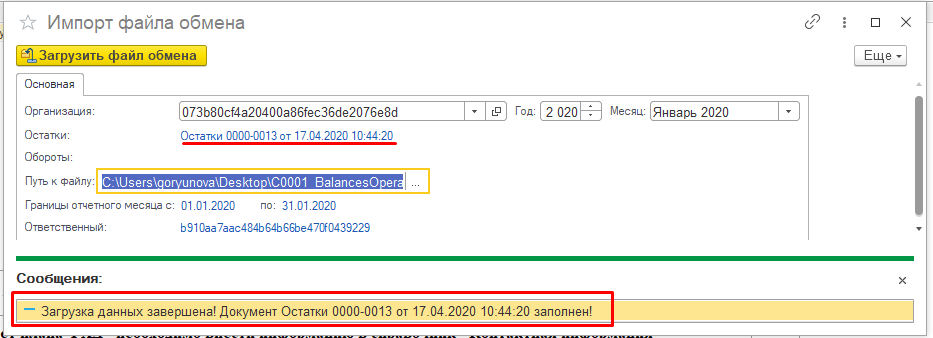 Импорт файла обмена
Загрузить файл обмена
Еще
Основная
Организация: 073b80cf4a20400a86fec36de2076e8d Год: 2 020 Месяц: Январь 2020
Остатки: Остатки 0000-0013 от 17.04.2020 10:44:20
Обороты:
Путь к файлу: C:\Users\goryunova\Desktop\C0001_BalancesOpera ...
Границы отчетного месяца с: 01.01.2020 по: 31.01.2020
Ответственный: b910aa7aac484b64b66be470f0439229
Сообщения:
Загрузка данных завершена! Документ Остатки 0000-0013 от 17.04.2020 10:44:20 заполнен!